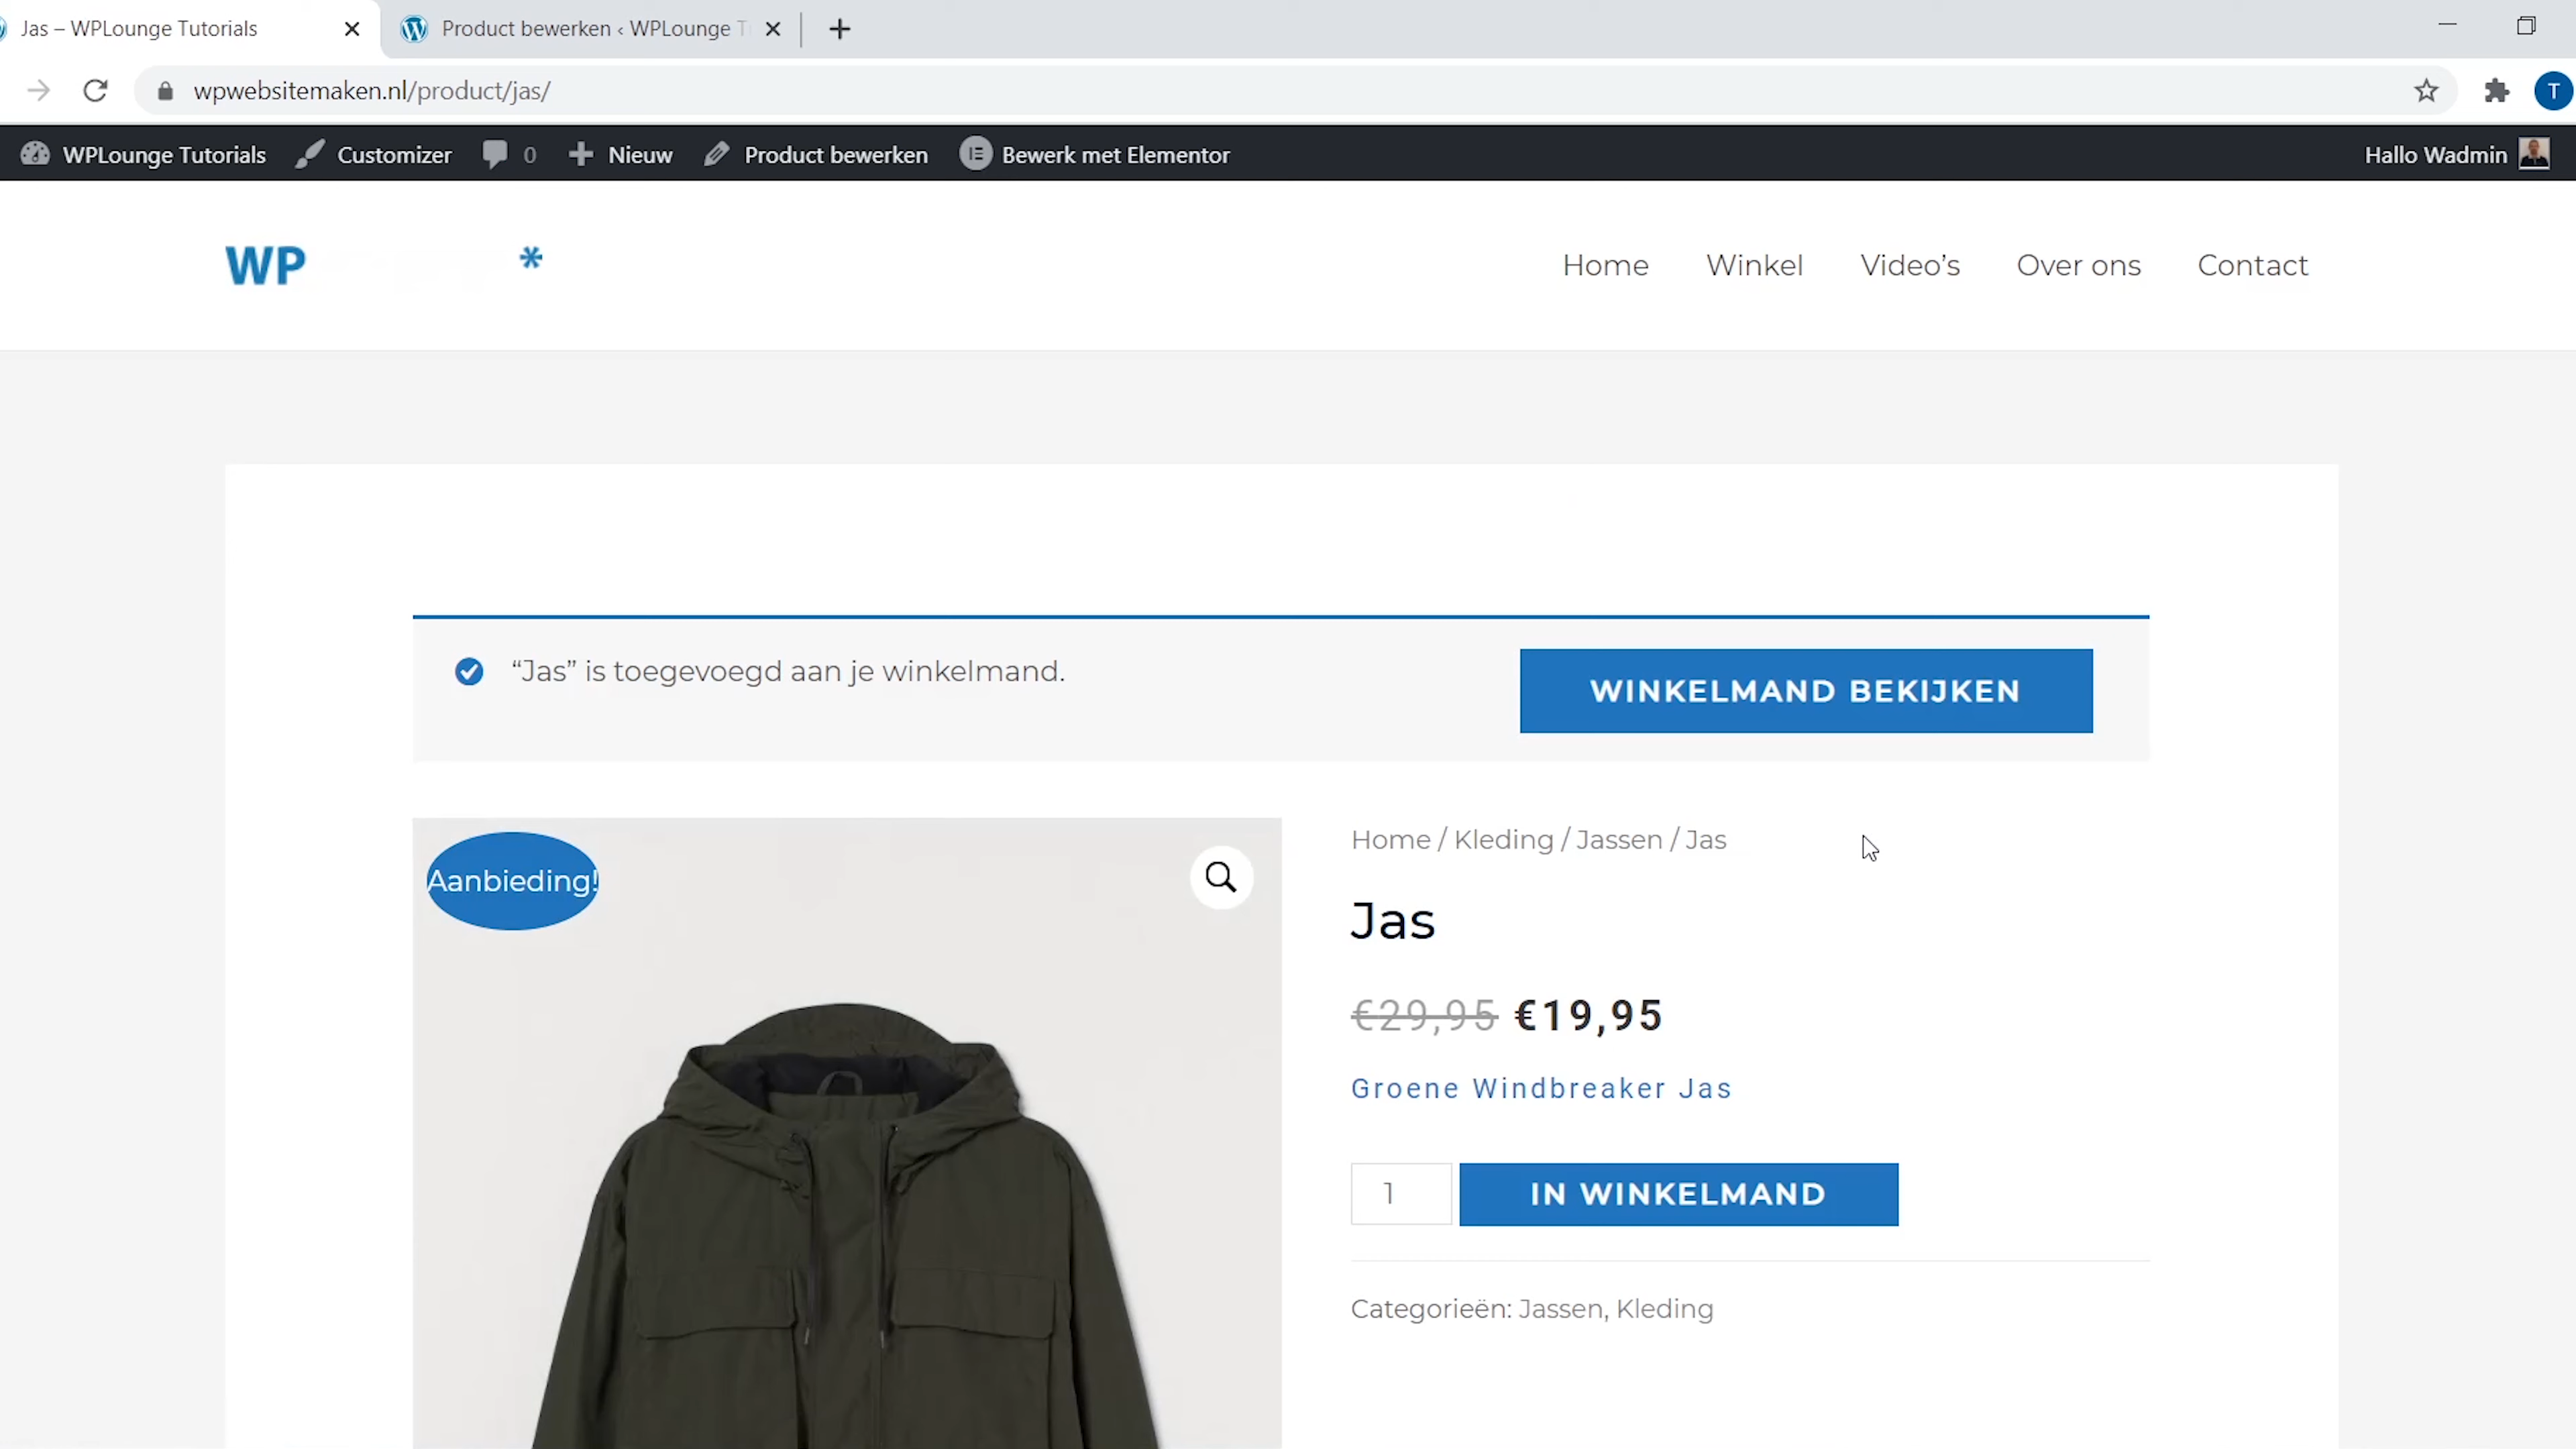 Jas – WPLounge Tutorials
Product bewerken ‹ WPLounge
wpwebsitemaken.nl/product/jas/
T
WPLounge Tutorials
Customizer
0
Nieuw
Product bewerken
Bewerk met Elementor
Hallo Wadmin
WP *
Home
Winkel
Video’s
Over ons
Contact
“Jas” is toegevoegd aan je winkelmand.
WINKELMAND BEKIJKEN
Aanbieding!
Home / Kleding / Jassen / Jas
Jas
€29,95 €19,95
Groene Windbreaker Jas
1
IN WINKELMAND
Categorieën: Jassen, Kleding